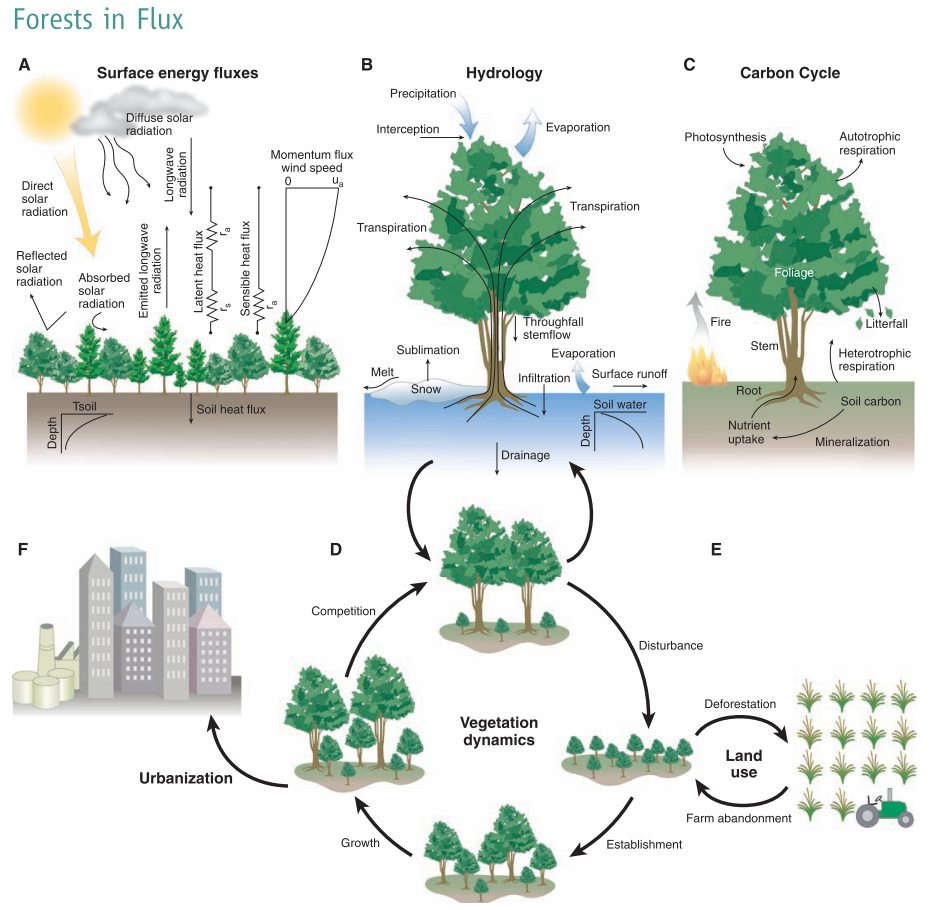 Forests in Flux
A
Surface energy fluxes
Diffuse solar
radiation
Direct
solar
radiation
Longwave
radiation
Momentum flux
wind speed
0
ua
Reflected
solar
radiation
Absorbed
solar
radiation
Emitted longwave
radiation
Latent heat flux
ra
rs
Sensible heat flux
ra
Tsoil
Depth
Soil heat flux
B
Hydrology
Precipitation
Interception
Evaporation
Transpiration
Transpiration
Throughfall
stemflow
Sublimation
Evaporation
Melt
Snow
Infiltration
Surface runoff
Soil water
Depth
Drainage
C
Carbon Cycle
Photosynthesis
Autotrophic
respiration
Foliage
Fire
Litterfall
Stem
Heterotrophic
respiration
Root
Soil carbon
Nutrient
uptake
Mineralization
F
D
E
Competition
Disturbance
Vegetation
dynamics
Deforestation
Land
use
Urbanization
Farm abandonment
Growth
Establishment